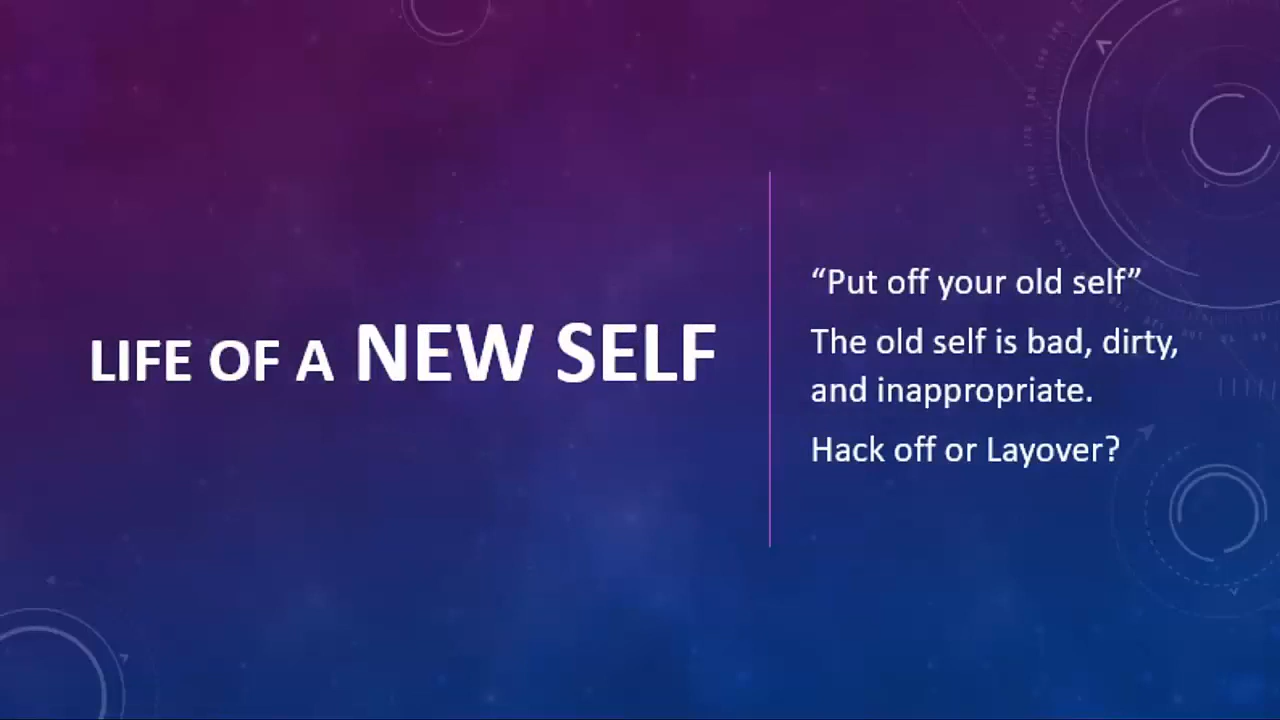 LIFE OF A NEW SELF
“Put off your old self”
The old self is bad, dirty,
and inappropriate.
Hack off or Layover?